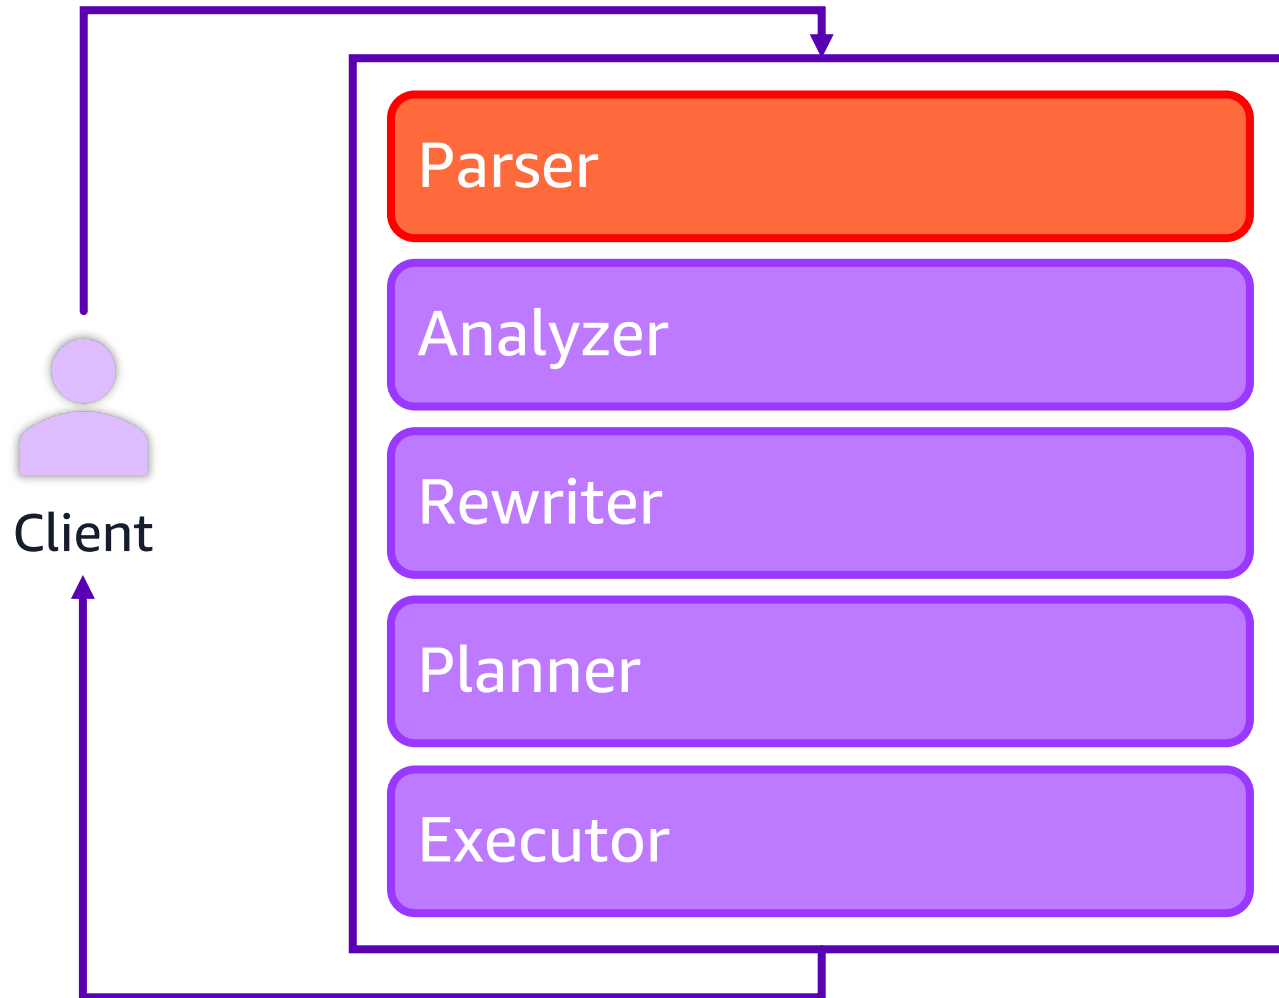 Parser
Analyzer
Rewriter
Client
Planner
Executor